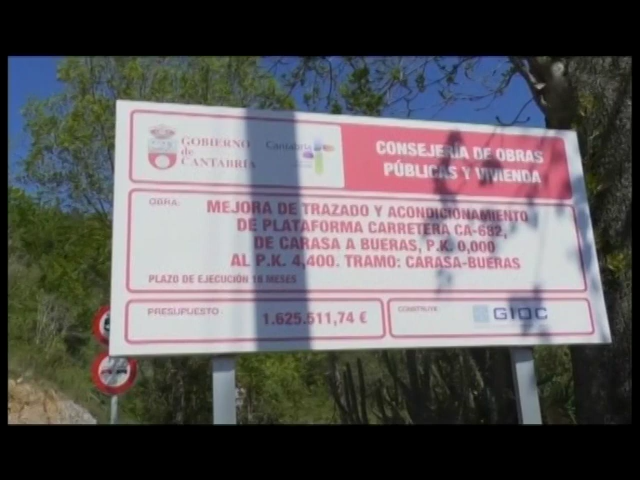 GOBIERNO
de
CANTABRIA
Cantabria
CONSEJERÍA DE OBRAS
PÚBLICAS Y VIVIENDA
OBRA:
MEJORA DE TRAZADO Y ACONDICIONAMIENTO
DE PLATAFORMA CARRETERA CA-682,
DE CARASA A BUERAS, P.K. 0,000
AL P.K. 4,400. TRAMO: CARASA-BUERAS
PLAZO DE EJECUCIÓN 18 MESES
PRESUPUESTO:
1.625.511,74 €
CONSTRUYE:
GIOC